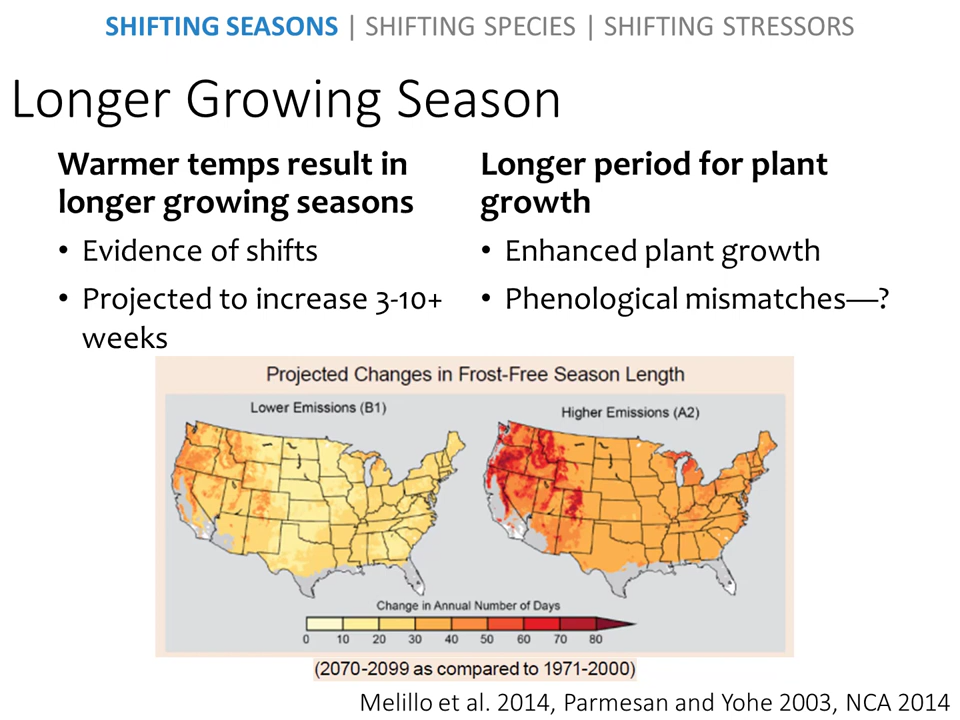 SHIFTING SEASONS | SHIFTING SPECIES | SHIFTING STRESSORS
Longer Growing Season
Warmer temps result in
longer growing seasons
• Evidence of shifts
• Projected to increase 3-10+
weeks
Longer period for plant
growth
• Enhanced plant growth
• Phenological mismatches—?
Projected Changes in Frost-Free Season Length
Lower Emissions (B1)
Higher Emissions (A2)
Change in Annual Number of Days
0 10 20 30 40 50 60 70 80
(2070-2099 as compared to 1971-2000)
Melillo et al. 2014, Parmesan and Yohe 2003, NCA 2014